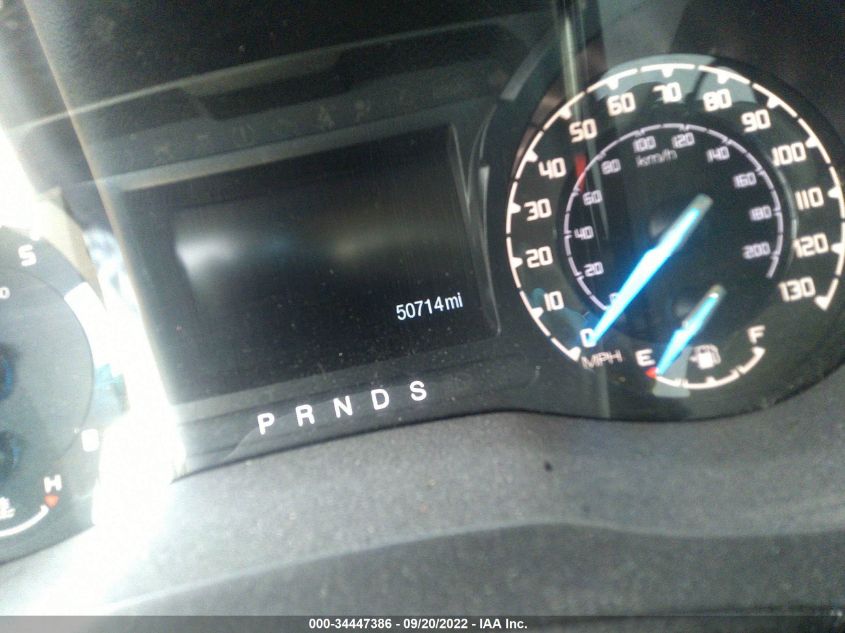 50714mi
P R N D S
0 10 20 30 40 50 60 70 80 90 100 110 120 130
MPH
20 40 60 80 100 120 140 160 180 200
km/h
E F
S
H
000-34447386 - 09/20/2022 - IAA Inc.